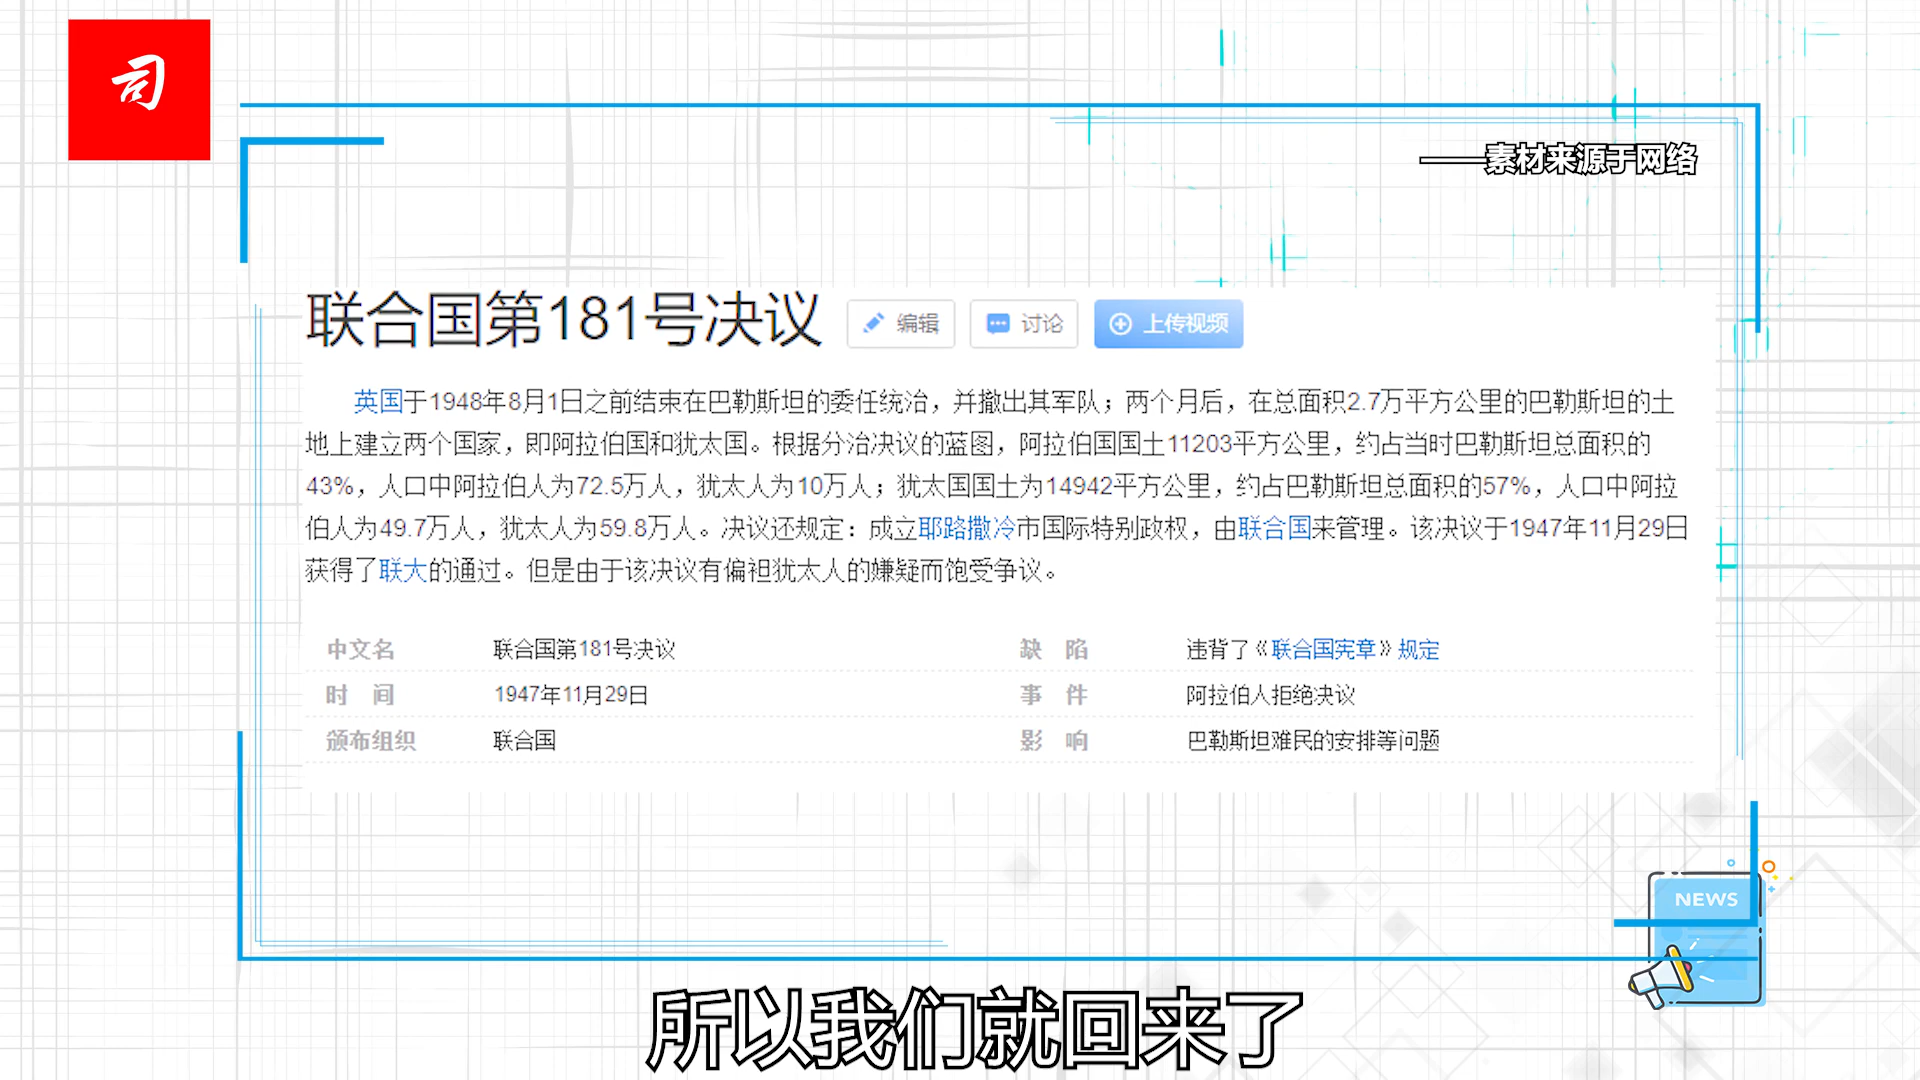 司
——素材来源于网络
联合国第181号决议 编辑 讨论 上传视频
英国于1948年8月1日之前结束在巴勒斯坦的委任统治，并撤出其军队；两个月后，在总面积2.7万平方公里的巴勒斯坦的土
地上建立两个国家，即阿拉伯国和犹太国。根据分治决议的蓝图，阿拉伯国国土11203平方公里，约占当时巴勒斯坦总面积的
43%，人口中阿拉伯人为72.5万人，犹太人为10万人；犹太国国土为14942平方公里，约占巴勒斯坦总面积的57%，人口中阿拉
伯人为49.7万人，犹太人为59.8万人。决议还规定：成立耶路撒冷市国际特别政权，由联合国来管理。该决议于1947年11月29日
获得了联大的通过。但是由于该决议有偏袒犹太人的嫌疑而饱受争议。
中文名 联合国第181号决议 缺 陷 违背了《联合国宪章》规定
时 间 1947年11月29日 事 件 阿拉伯人拒绝决议
颁布组织 联合国 影 响 巴勒斯坦难民的安排等问题
NEWS
所以我们就回来了